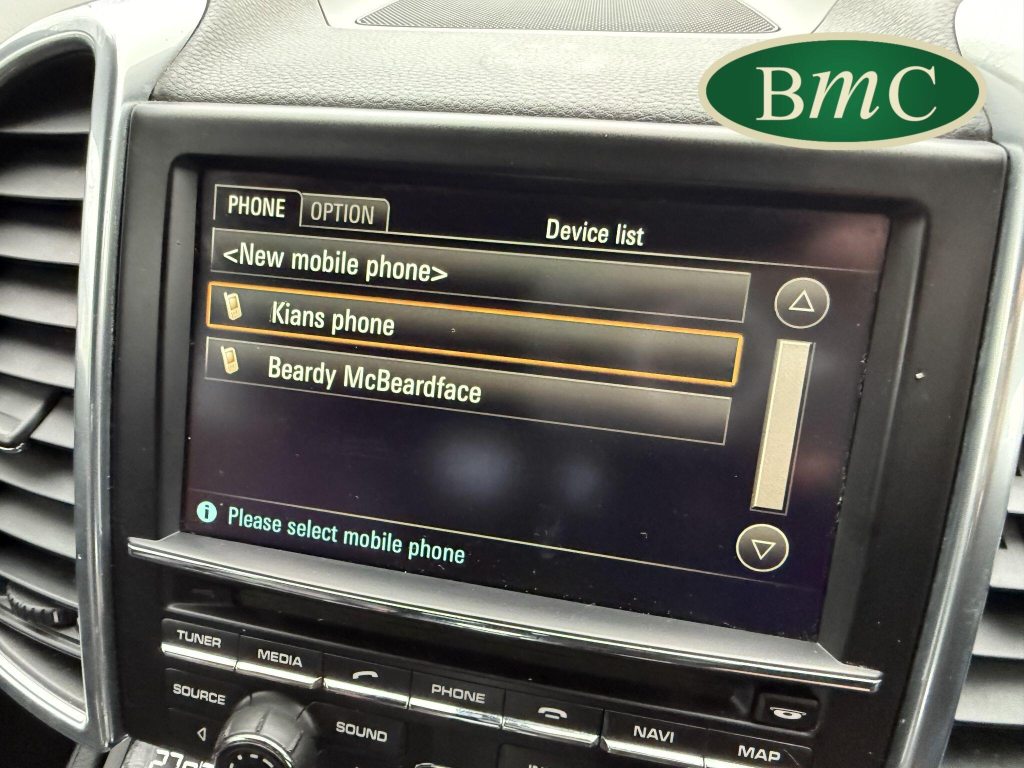 BmC
PHONE
OPTION
Device list
<New mobile phone>
Kians phone
Beardy McBeardface
i
Please select mobile phone
TUNER
MEDIA
PHONE
NAVI
MAP
SOURCE
SOUND